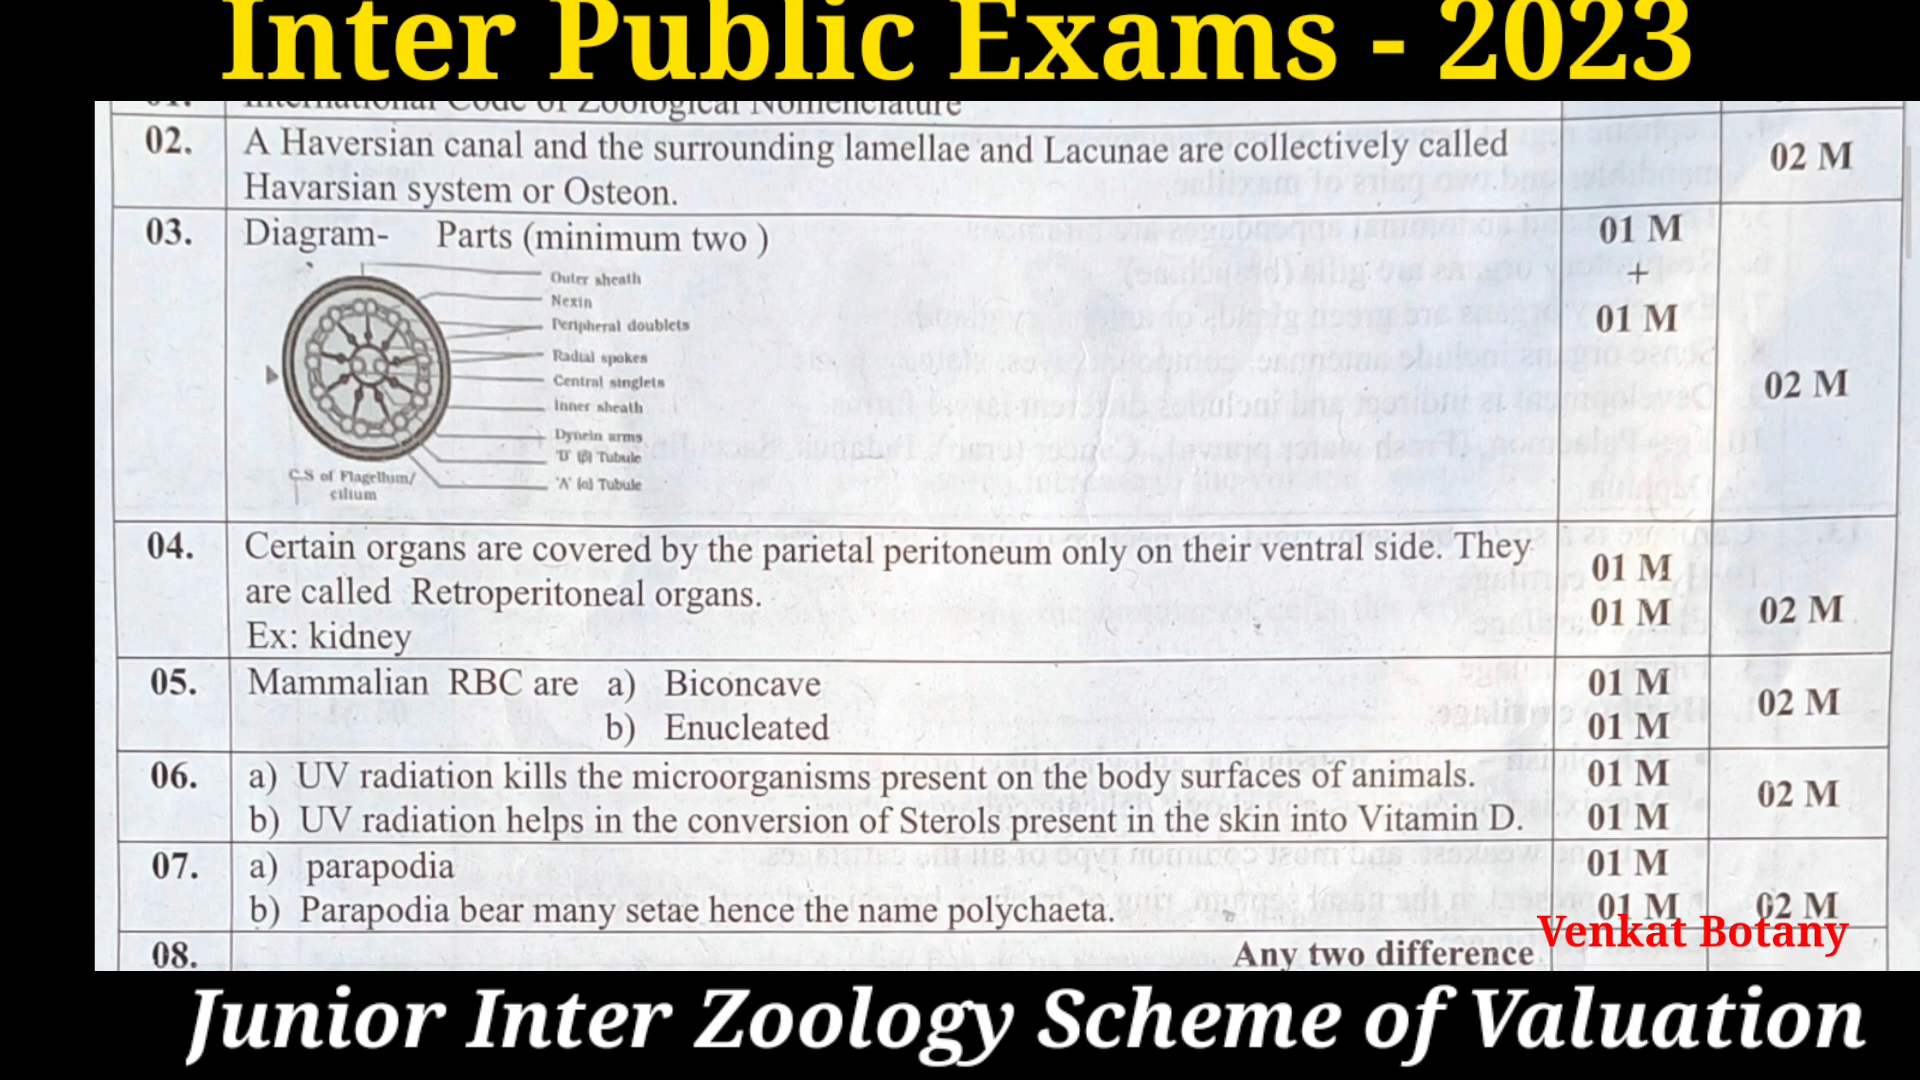 Inter Public Exams - 2023
International Code of Zoological Nomenclature
02. A Haversian canal and the surrounding lamellae and Lacunae are collectively called 02 M
Havarsian system or Osteon.
03. Diagram- Parts (minimum two ) 01 M
+
01 M
02 M
Outer sheath
Nexin
Peripheral doublets
Radial spokes
Central singlets
Inner sheath
Dynein arms
Tubule
'A' (α) Tubule
C.S of Flagellum/
cilium
04. Certain organs are covered by the parietal peritoneum only on their ventral side. They 01 M
are called Retroperitoneal organs. 01 M 02 M
Ex: kidney
05. Mammalian RBC are a) Biconcave 01 M 02 M
b) Enucleated 01 M
06. a) UV radiation kills the microorganisms present on the body surfaces of animals. 01 M 02 M
b) UV radiation helps in the conversion of Sterols present in the skin into Vitamin D. 01 M
07. a) parapodia 01 M
b) Parapodia bear many setae hence the name polychaeta. 01 M 02 M
Venkat Botany
08. Any two difference
Junior Inter Zoology Scheme of Valuation